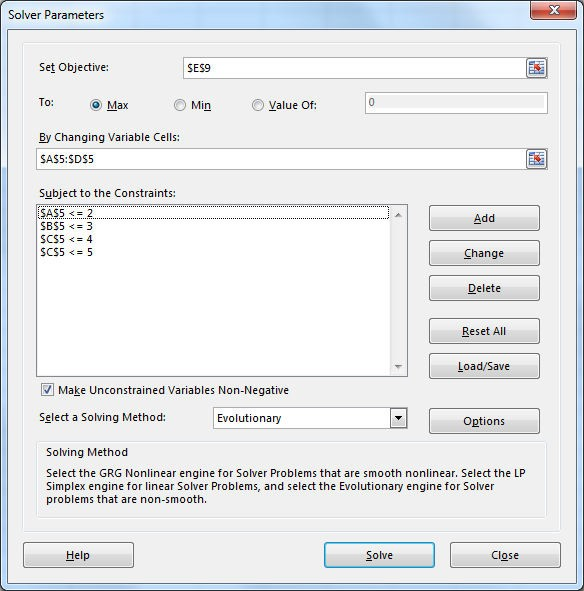 Solver Parameters
Set Objective:
$E$9
To:
Max
Min
Value Of:
0
By Changing Variable Cells:
$A$5:$D$5
Subject to the Constraints:
$A$5 <= 2
$B$5 <= 3
$C$5 <= 4
$C$5 <= 5
Add
Change
Delete
Reset All
Load/Save
Make Unconstrained Variables Non-Negative
Select a Solving Method:
Evolutionary
Options
Solving Method
Select the GRG Nonlinear engine for Solver Problems that are smooth nonlinear. Select the LP
Simplex engine for linear Solver Problems, and select the Evolutionary engine for Solver
problems that are non-smooth.
Help
Solve
Close